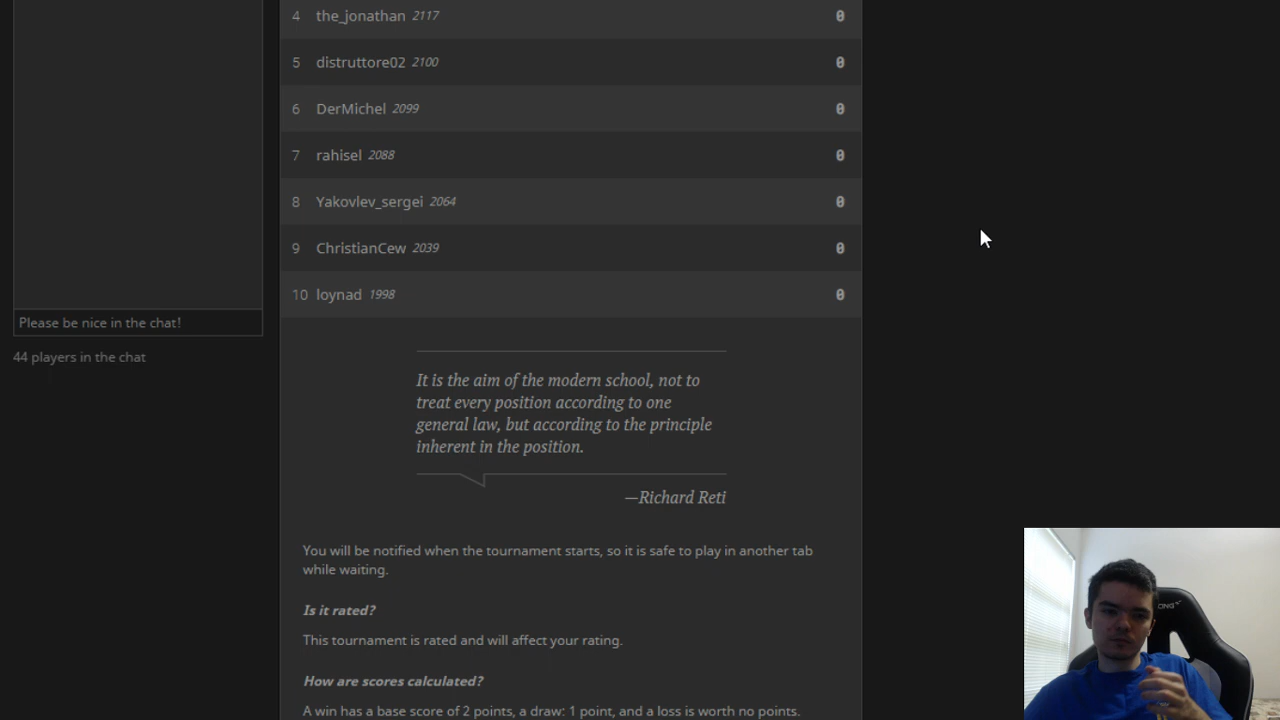 4 the_jonathan 2117 0
5 distruttore02 2100 0
6 DerMichel 2099 0
7 rahisel 2088 0
8 Yakovlev_sergei 2064 0
9 ChristianCew 2039 0
10 loynad 1998 0
Please be nice in the chat!
44 players in the chat
It is the aim of the modern school, not to
treat every position according to one
general law, but according to the principle
inherent in the position.
—Richard Reti
You will be notified when the tournament starts, so it is safe to play in another tab
while waiting.
Is it rated?
This tournament is rated and will affect your rating.
How are scores calculated?
A win has a base score of 2 points, a draw: 1 point, and a loss is worth no points.